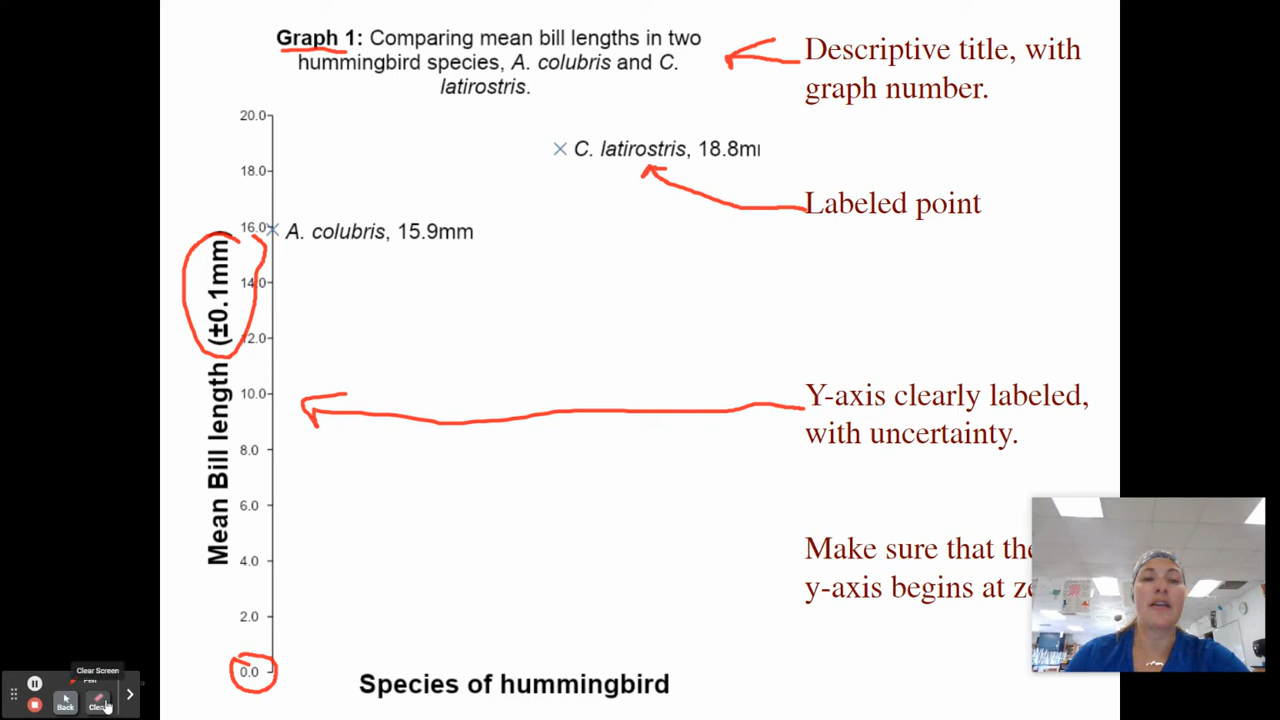 Graph 1: Comparing mean bill lengths in two
hummingbird species, A. colubris and C.
latirostris.
Descriptive title, with
graph number.
20.0
C. latirostris, 18.8m
18.0
Labeled point
16.0
A. colubris, 15.9mm
14.0
12.0
Mean Bill length (±0.1mm
10.0
Y-axis clearly labeled,
with uncertainty.
8.0
6.0
4.0
Make sure that the
y-axis begins at
2.0
0.0
Species of hummingbird
Clear Screen
Back